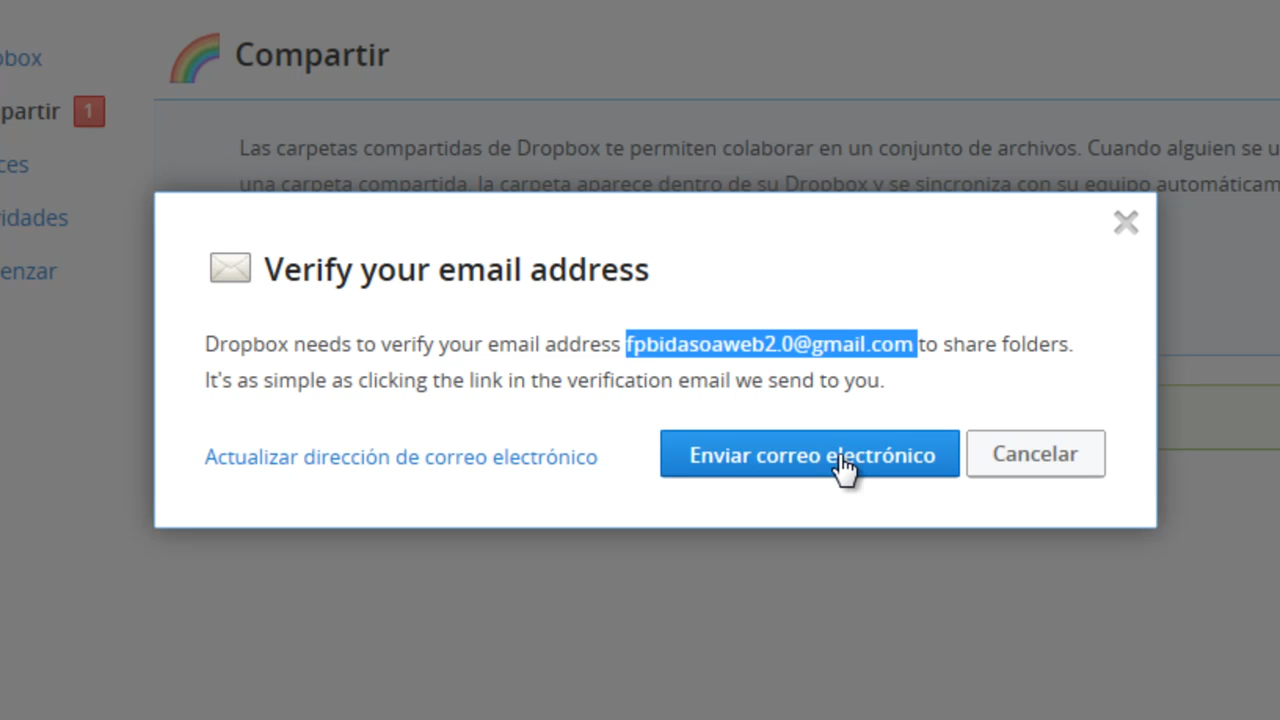 Compartir
box
partir 1
ces
idades
enzar
Las carpetas compartidas de Dropbox te permiten colaborar en un conjunto de archivos. Cuando alguien se u
una carpeta compartida, la carpeta aparece dentro de su Dropbox y se sincroniza con su equipo automáticam
Verify your email address
Dropbox needs to verify your email address fpbidasoaweb2.0@gmail.com to share folders.
It's as simple as clicking the link in the verification email we send to you.
Actualizar dirección de correo electrónico
Enviar correo electrónico
Cancelar